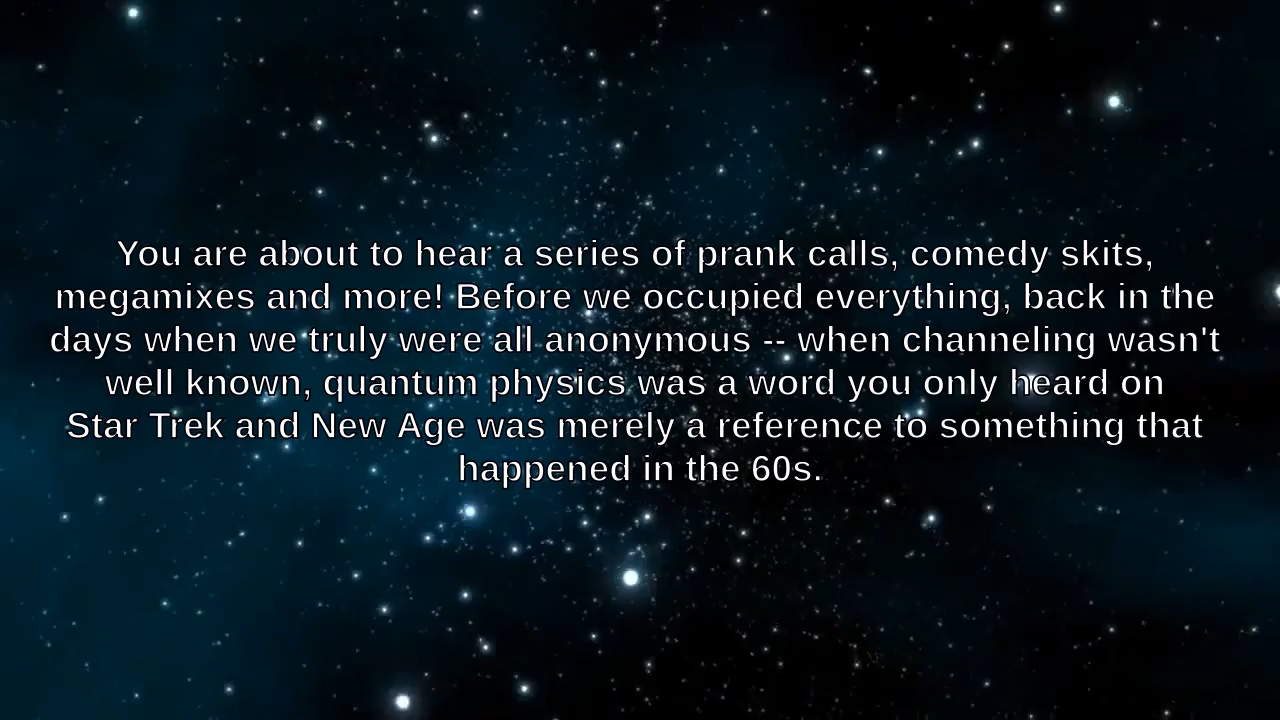 You are about to hear a series of prank calls, comedy skits,
megamixes and more! Before we occupied everything, back in the
days when we truly were all anonymous -- when channeling wasn't
well known, quantum physics was a word you only heard on
Star Trek and New Age was merely a reference to something that
happened in the 60s.